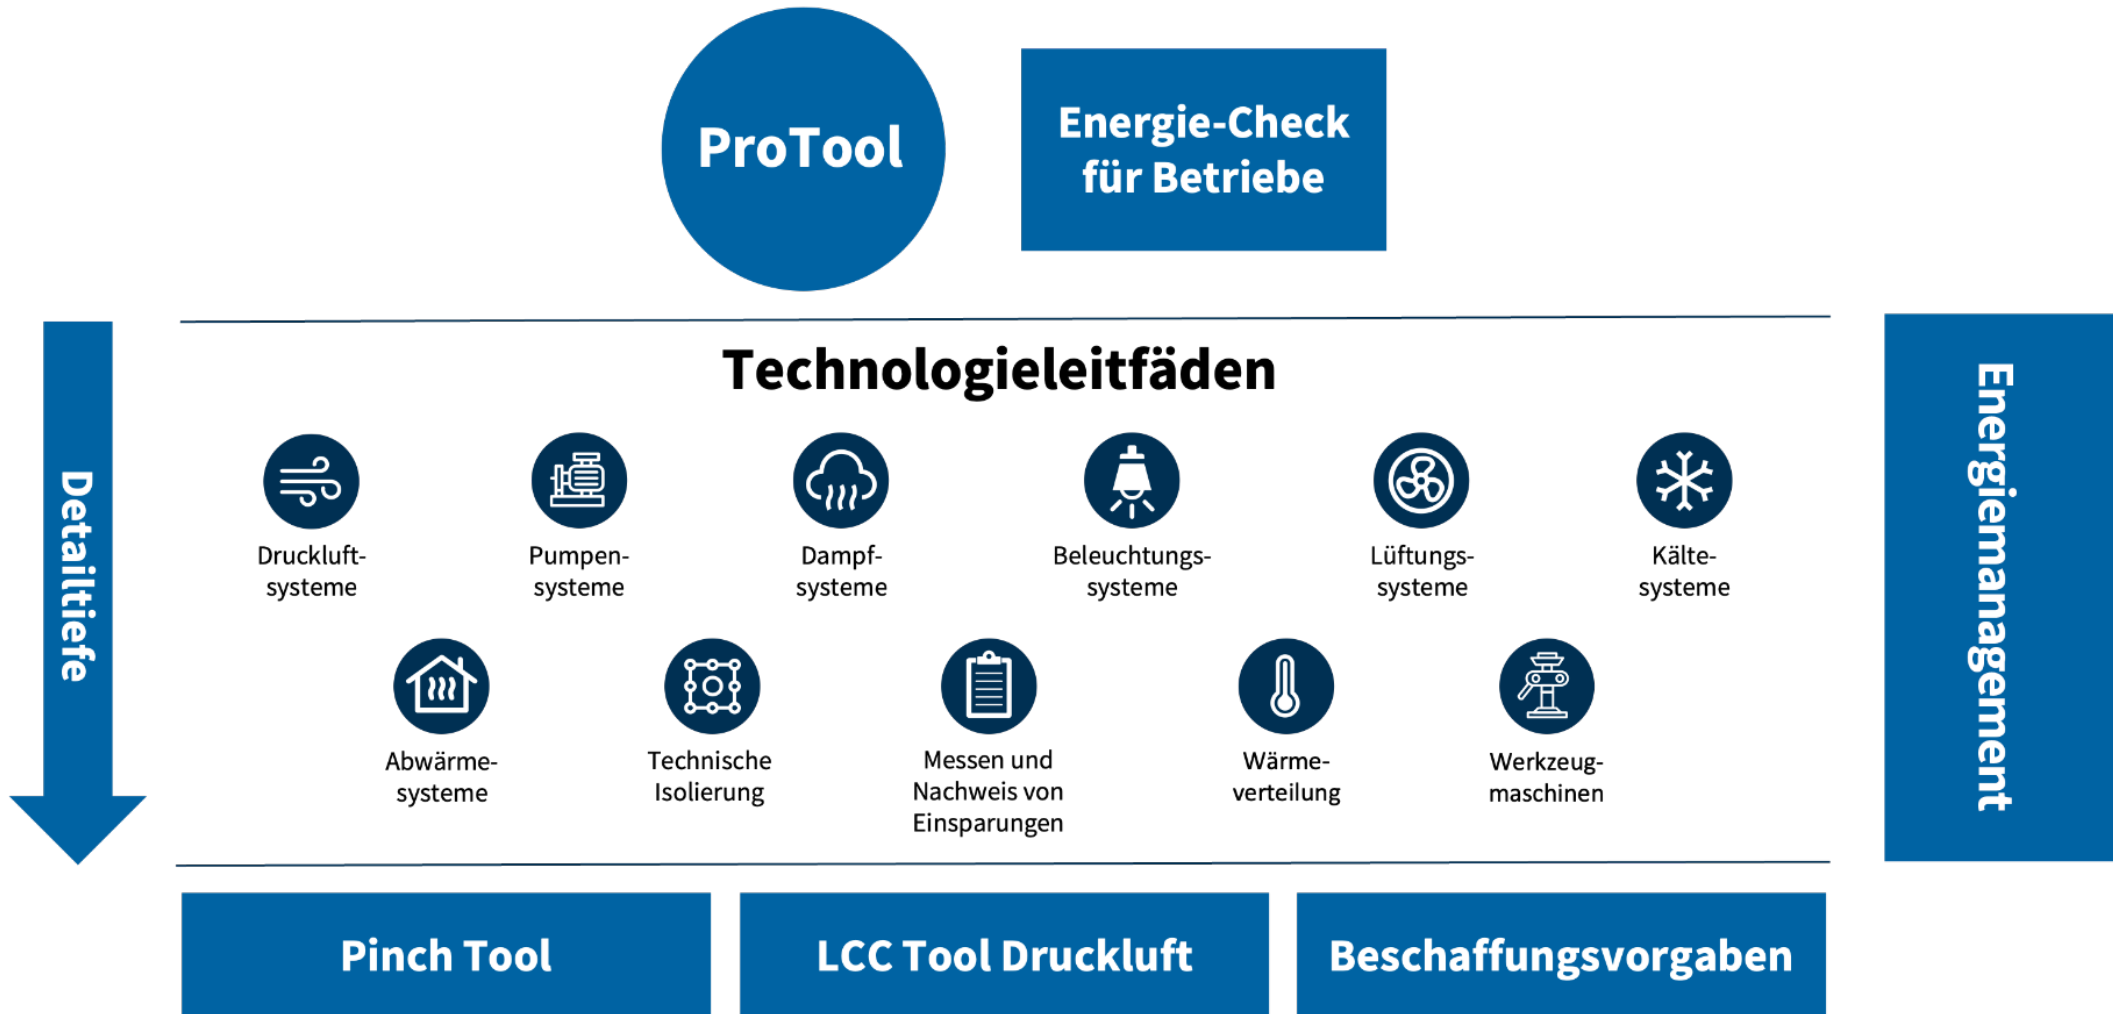 ProTool
Energie-Check
für Betriebe
Technologieleitfäden
Detailtiefe
Energiemanagement
Druckluft-
systeme
Pumpen-
systeme
Dampf-
systeme
Beleuchtungs-
systeme
Lüftungs-
systeme
Kälte-
systeme
Abwärme-
systeme
Technische
Isolierung
Messen und
Nachweis von
Einsparungen
Wärme-
verteilung
Werkzeug-
maschinen
Pinch Tool
LCC Tool Druckluft
Beschaffungsvorgaben